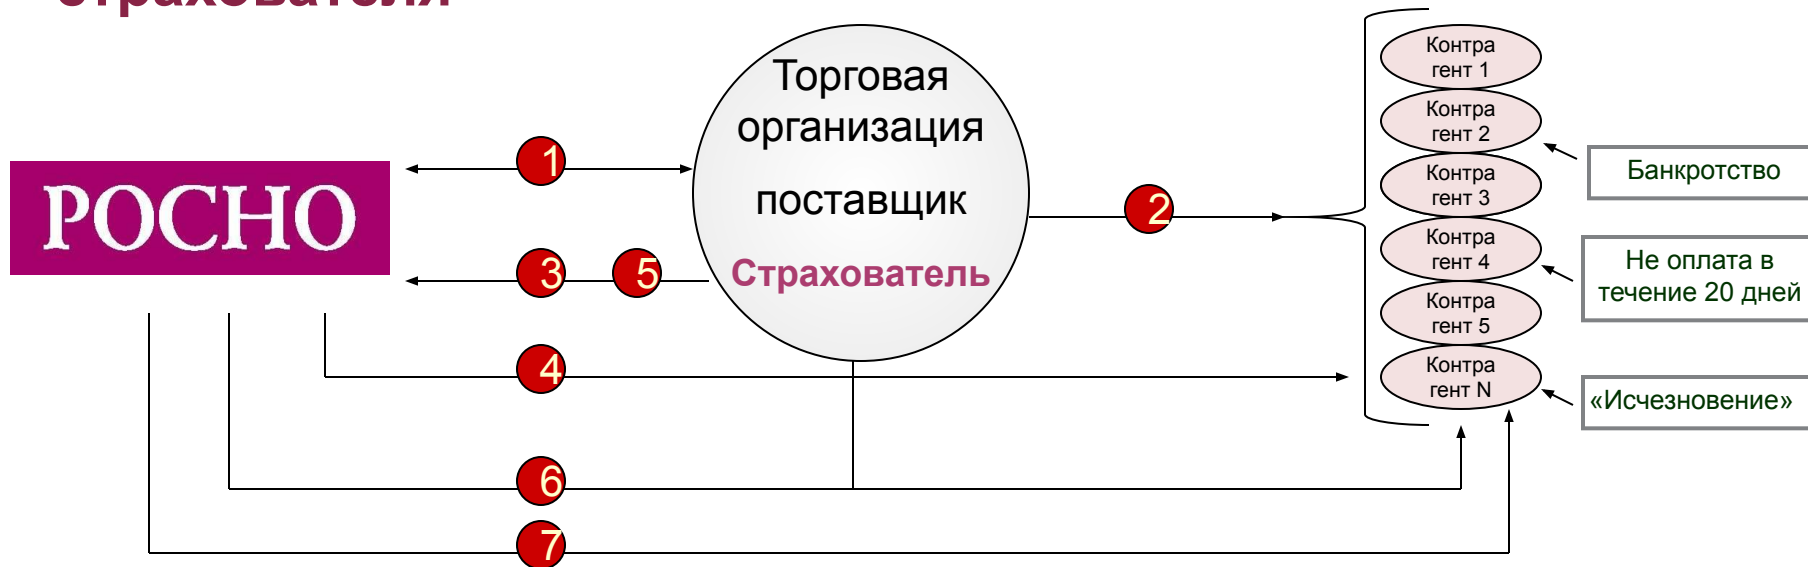 страхователя
Торговая
организация
поставщик
Страхователь
РОСНО
1
2
3
5
4
6
7
Контра
гент 1
Контра
гент 2
Контра
гент 3
Контра
гент 4
Контра
гент 5
Контра
гент N
Банкротство
Не оплата в
течение 20 дней
«Исчезновение»